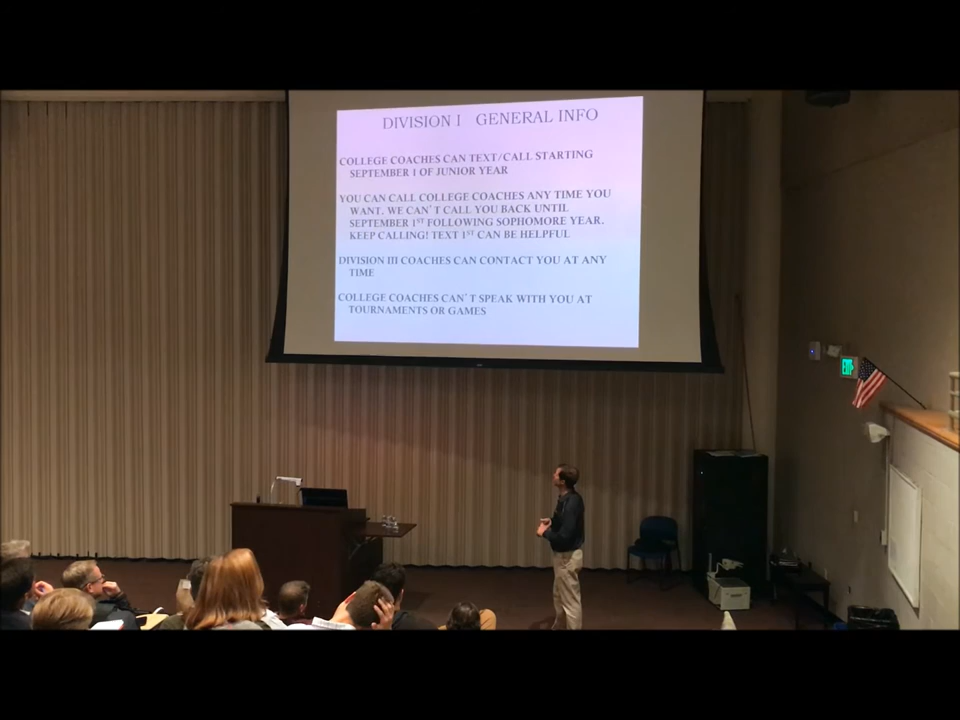 DIVISION I GENERAL INFO
COLLEGE COACHES CAN TEXT/CALL STARTING
SEPTEMBER 1 OF JUNIOR YEAR
YOU CAN CALL COLLEGE COACHES ANY TIME YOU
WANT. WE CAN'T CALL YOU BACK UNTIL
SEPTEMBER 1ST FOLLOWING SOPHOMORE YEAR.
KEEP CALLING! TEXT 1ST CAN BE HELPFUL
DIVISION III COACHES CAN CONTACT YOU AT ANY
TIME
COLLEGE COACHES CAN'T SPEAK WITH YOU AT
TOURNAMENTS OR GAMES
EXIT